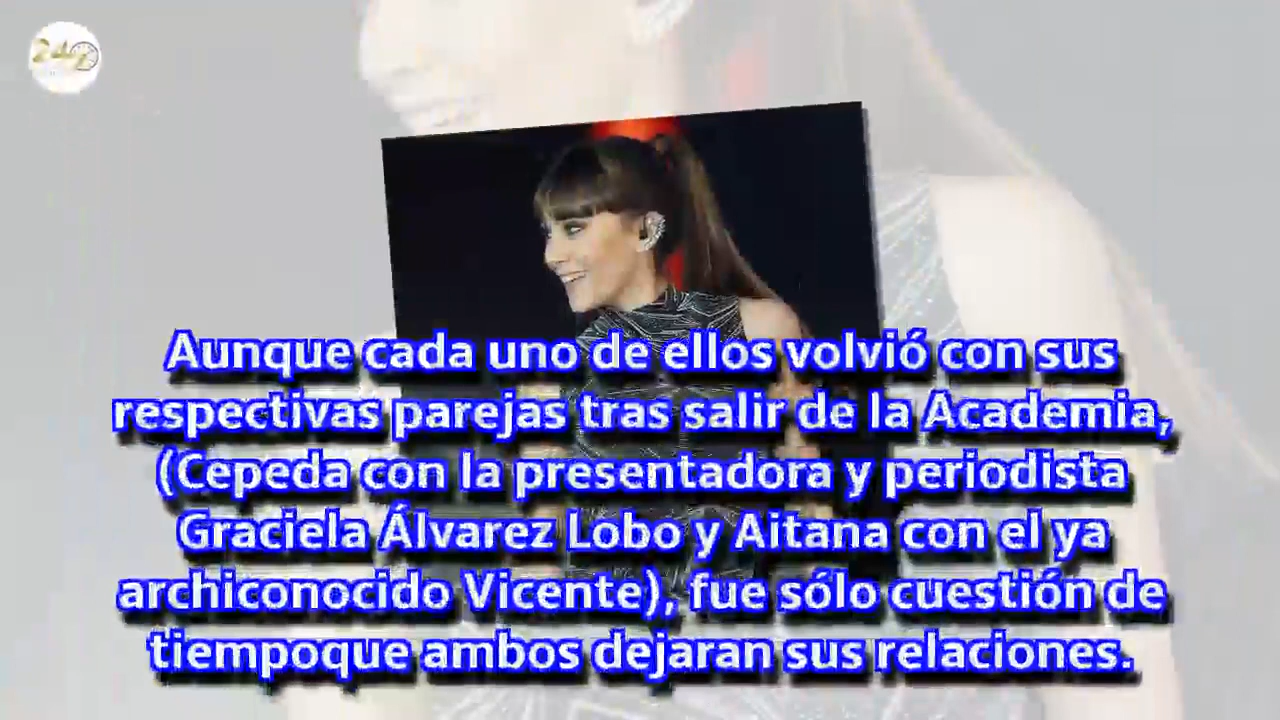 24
Aunque cada uno de ellos volvió con sus
respectivas parejas tras salir de la Academia,
(Cepeda con la presentadora y periodista
Graciela Álvarez Lobo y Aitana con el ya
archiconocido Vicente), fue sólo cuestión de
tiempoque ambos dejaran sus relaciones.